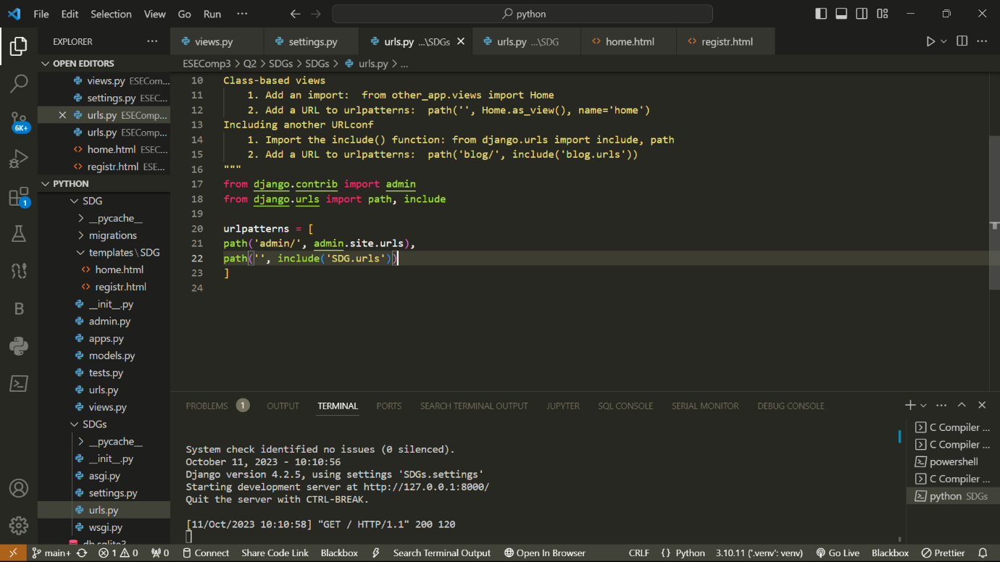 File Edit Selection View Go Run ···
python
EXPLORER ···
views.py
settings.py
urls.py ...\SDGs
urls.py ...\SDG
home.html
registr.html
OPEN EDITORS
views.py ESECom...
settings.py ESEC...
urls.py ESEComp...
urls.py ESEComp...
home.html ESEC...
registr.html ESE...
PYTHON
SDG
__pycache__
migrations
templates\SDG
home.html
registr.html
__init__.py
admin.py
apps.py
models.py
tests.py
urls.py
views.py
SDGs
__pycache__
__init__.py
asgi.py
settings.py
urls.py
wsgi.py
db.sqlite3
6K+
1
ESEComp3 > Q2 > SDGs > SDGs > urls.py > ...
10 Class-based views
11 1. Add an import:  from other_app.views import Home
12 2. Add a URL to urlpatterns:  path('', Home.as_view(), name='home')
13 Including another URLconf
14 1. Import the include() function: from django.urls import include, path
15 2. Add a URL to urlpatterns:  path('blog/', include('blog.urls'))
16 """
17 from django.contrib import admin
18 from django.urls import path, include
19
20 urlpatterns = [
21 path('admin/', admin.site.urls),
22 path('', include('SDG.urls'))
23 ]
24
PROBLEMS 1 OUTPUT TERMINAL PORTS SEARCH TERMINAL OUTPUT JUPYTER SQL CONSOLE SERIAL MONITOR DEBUG CONSOLE
System check identified no issues (0 silenced).
October 11, 2023 - 10:10:56
Django version 4.2.5, using settings 'SDGs.settings'
Starting development server at http://127.0.0.1:8000/
Quit the server with CTRL-BREAK.
[11/Oct/2023 10:10:58] "GET / HTTP/1.1" 200 120
C Compiler ...
C Compiler ...
powershell
C Compiler ...
python SDGs
main+ 1 0 0 Connect Share Code Link Blackbox Search Terminal Output Open In Browser CRLF {} Python 3.10.11 ('.venv': venv) Go Live Blackbox Prettier